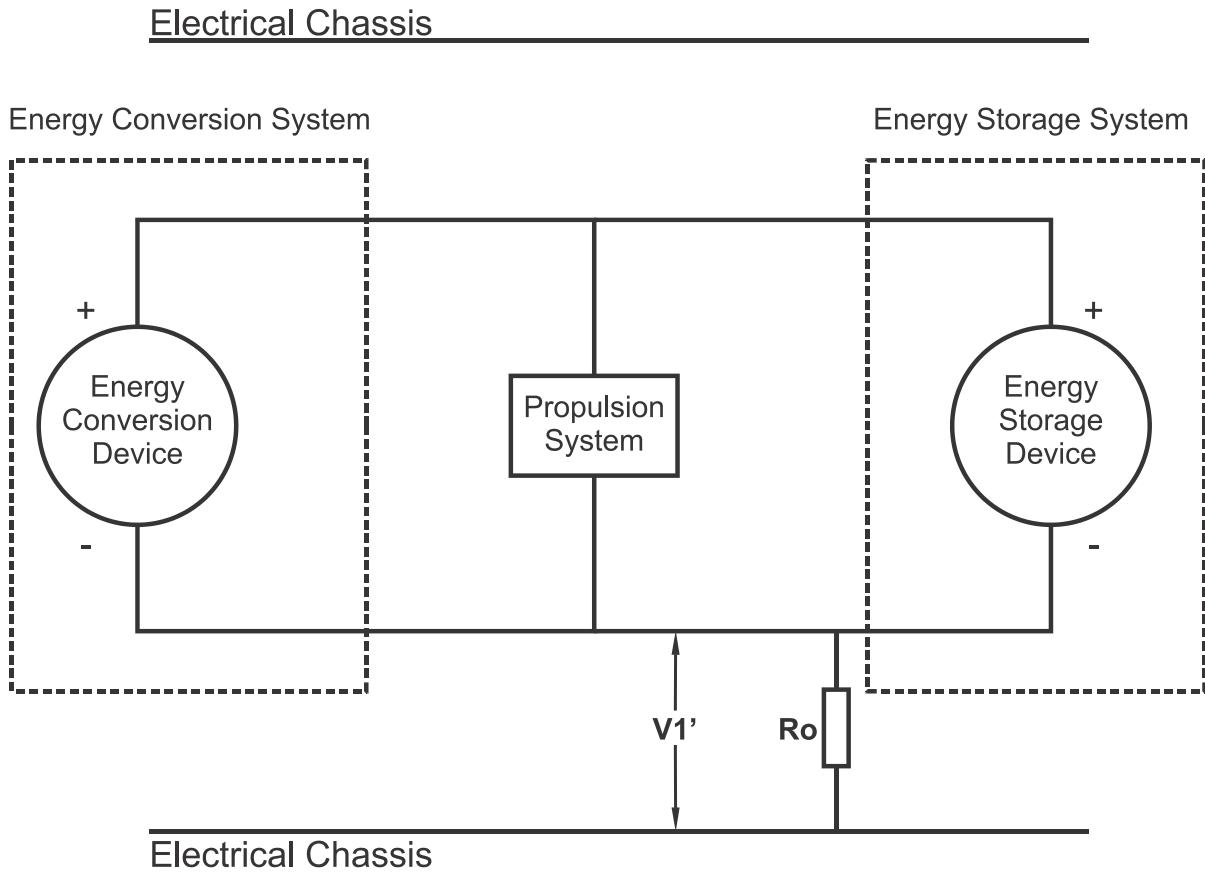 Electrical Chassis
Energy Conversion System
Energy Storage System
+
+
Energy
Conversion
Device
Propulsion
System
Energy
Storage
Device
-
-
V1’
Ro
Electrical Chassis